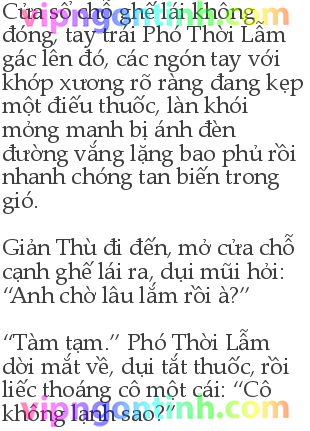 Cửa sổ chỗ ghế lái không
vipngontinh.com
đóng, tay trái Phó Thời Lẫm
gác lên đó, các ngón tay với
khớp xương rõ ràng đang kẹp
một điếu thuốc, làn khói
mỏng manh bị ánh đèn
đường vắng lặng bao phủ rồi
nhanh chóng tan biến trong
gió.
Giản Thù đi đến, mở cửa chỗ
cạnh ghế lái ra, dụi mũi hỏi:
“Anh chờ lâu lắm rồi à?”
“Tàm tạm.” Phó Thời Lẫm
dời mắt về, dụi tắt thuốc, rồi
liếc thoáng cô một cái: “Cô
không lạnh sao?”
vipngontinh.com